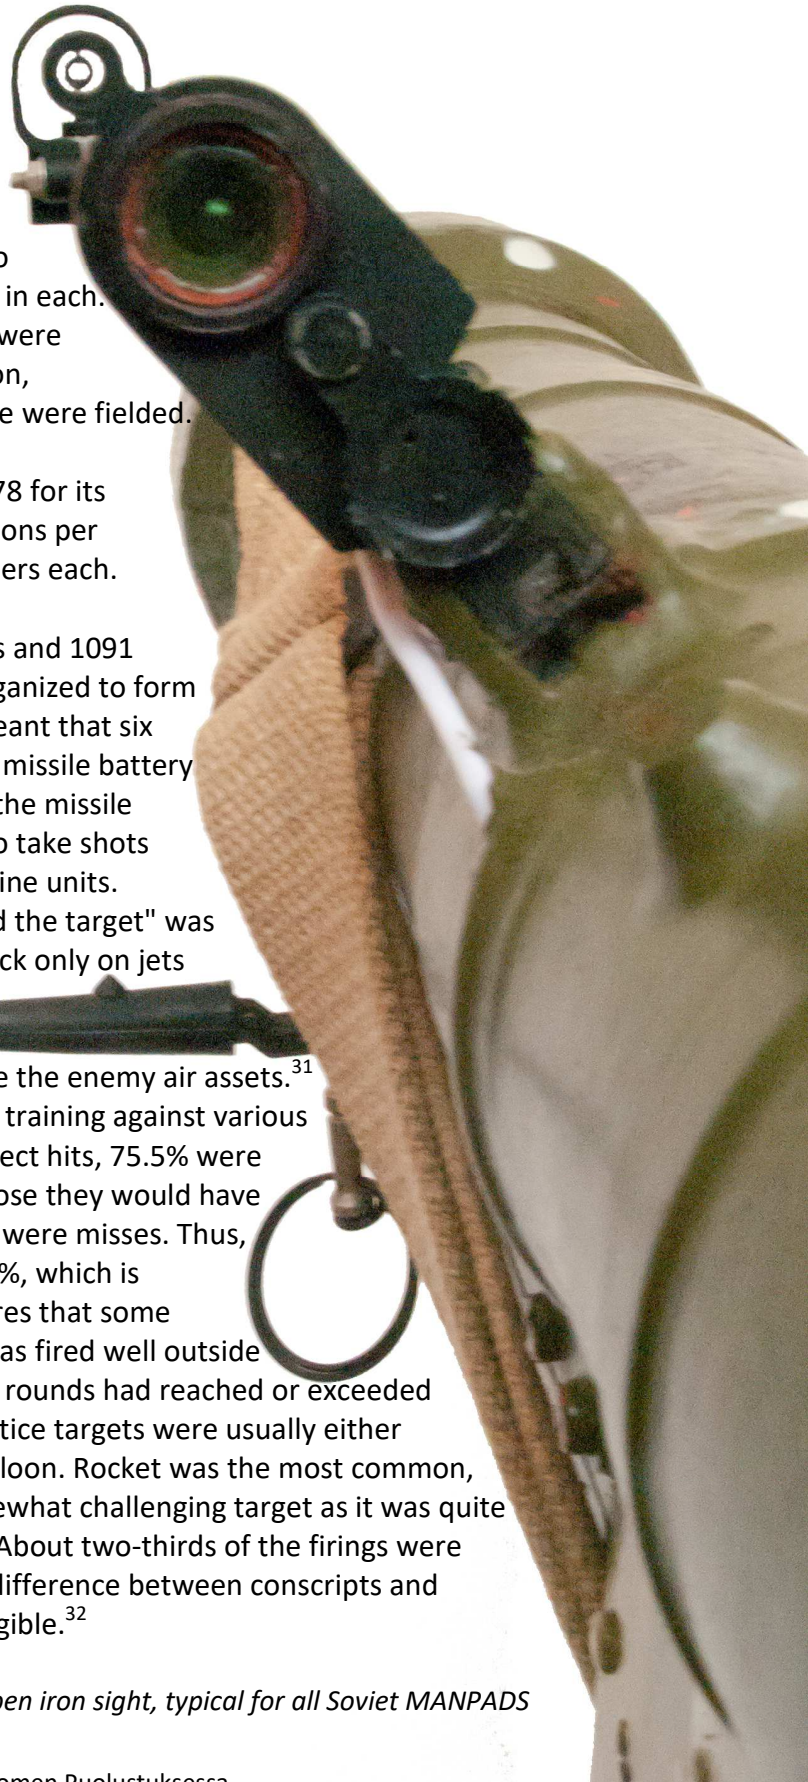 in each.
were
on,
e were fielded.
78 for its
ons per
ers each.
s and 1091
ganized to form
eant that six
missile battery
the missile
o take shots
ine units.
d the target" was
ck only on jets
e the enemy air assets.31
training against various
ect hits, 75.5% were
ose they would have
were misses. Thus,
%, which is
res that some
as fired well outside
rounds had reached or exceeded
tice targets were usually either
loon. Rocket was the most common,
ewhat challenging target as it was quite
About two-thirds of the firings were
difference between conscripts and
gible.32
pen iron sight, typical for all Soviet MANPADS